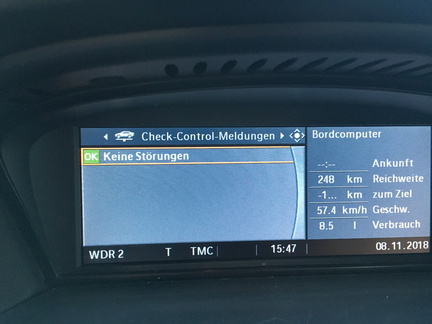 Check-Control-Meldungen
OK Keine Störungen
Bordcomputer
--:-- Ankunft
248 km Reichweite
-1... km zum Ziel
57.4 km/h Geschw.
8.5 l Verbrauch
WDR 2 T TMC 15:47 08.11.2018